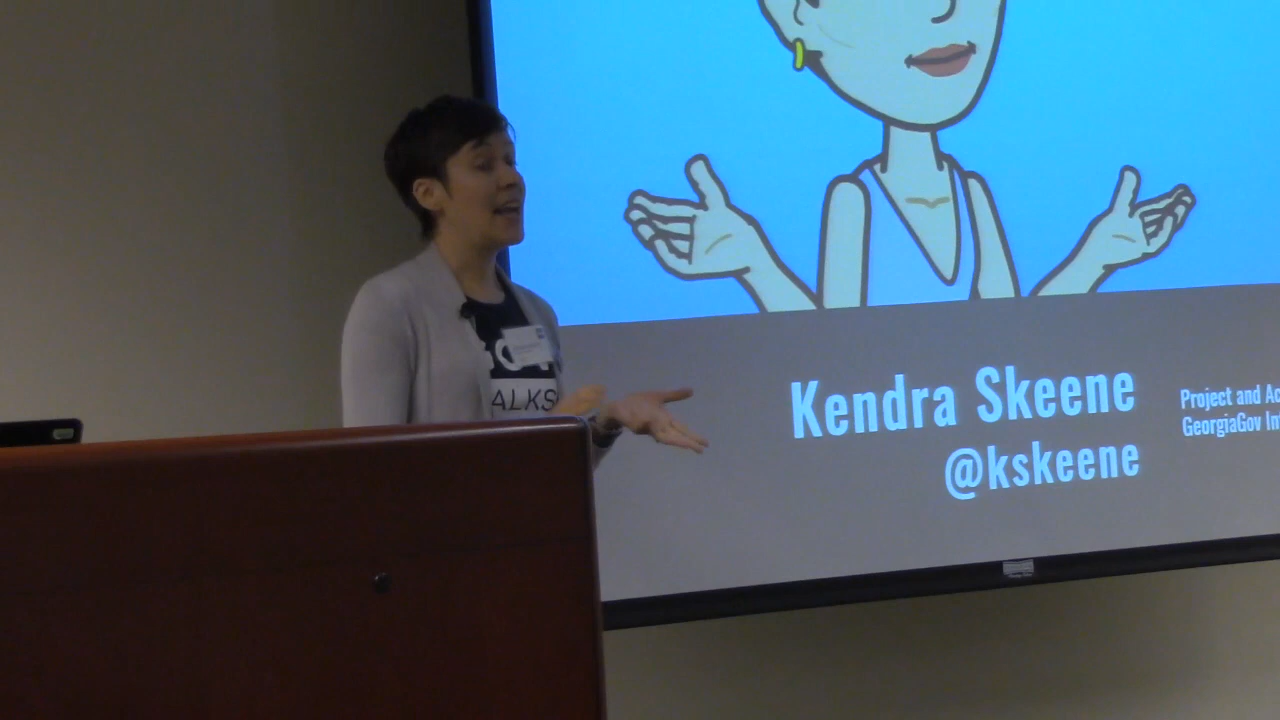 Kendra Skeene
@kskeene
Project and Ac
GeorgiaGov In
ALKS